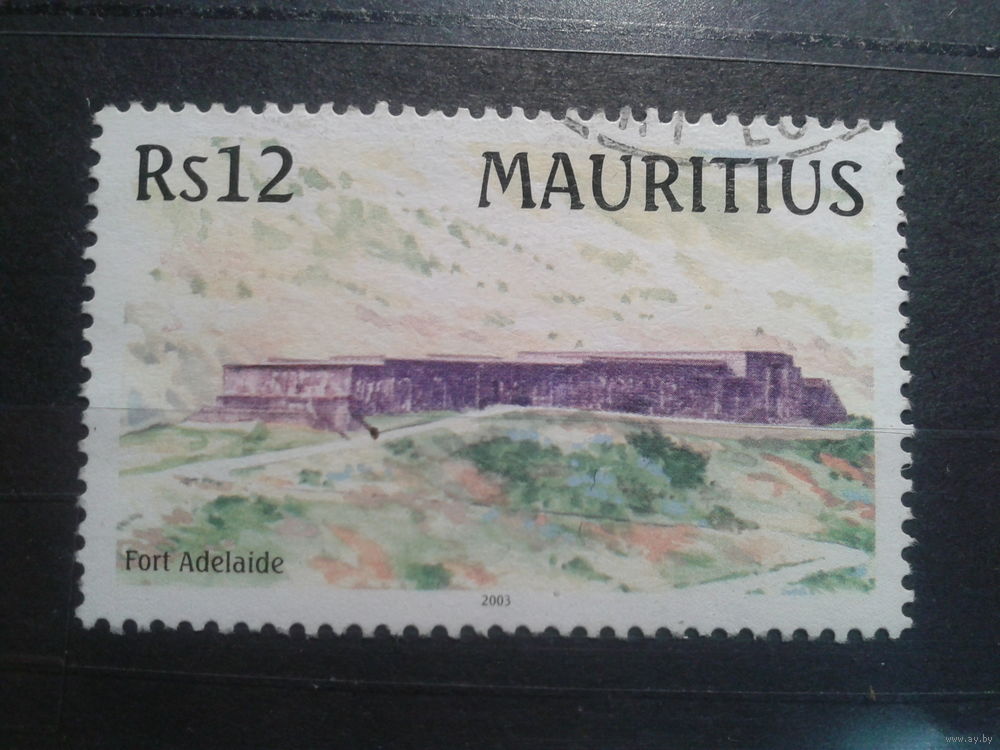 Rs12 MAURITIUS
Fort Adelaide
2003
www.ay.by